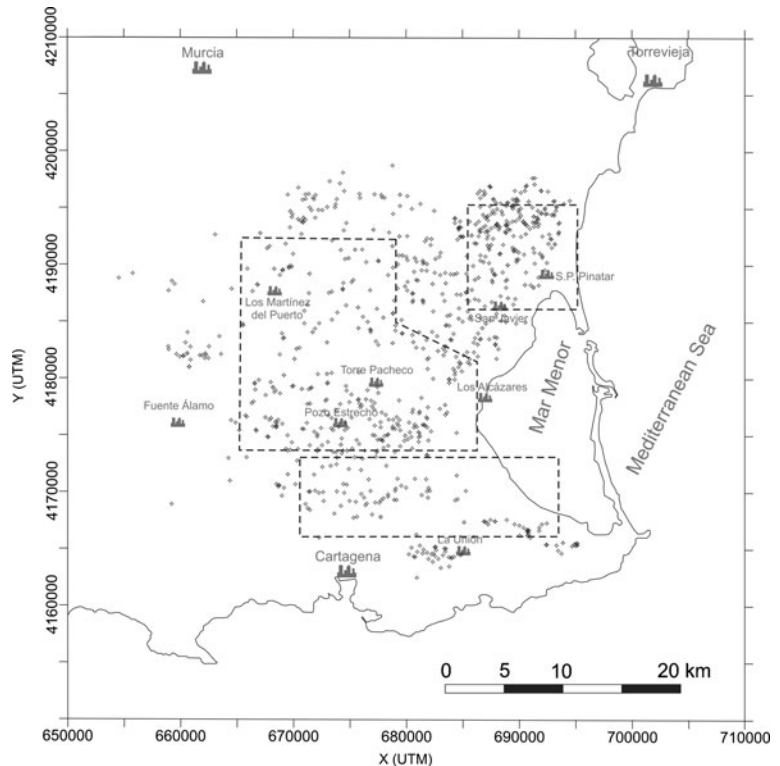 4210000
Murcia
Torrevieja
4200000
4190000
S.P. Pinatar
Los Martínez
del Puerto
San Javier
Y (UTM)
4180000
Torre Pacheco
Los Alcázares
Mar Menor
Mediterranean Sea
Fuente Álamo
Pozo Estrecho
4170000
La Unión
Cartagena
4160000
0 5 10 20 km
650000 660000 670000 680000 690000 700000 710000
X (UTM)